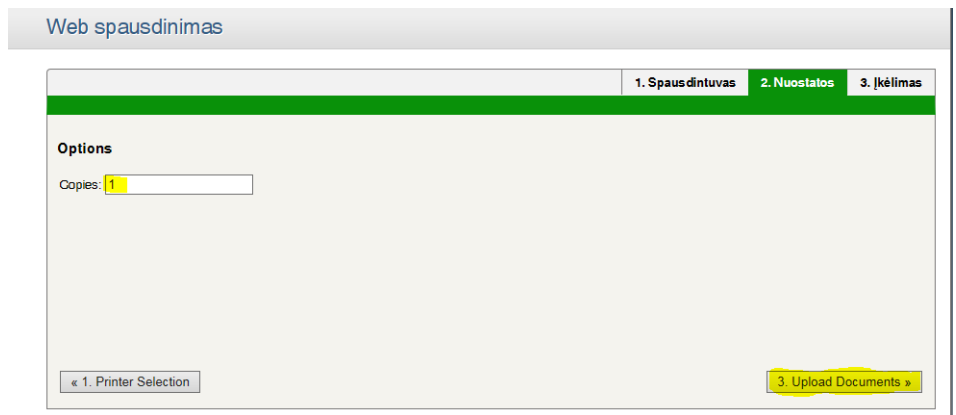 Web spausdinimas
1. Spausdintuvas 2. Nuostatos 3. Įkėlimas
Options
Copies: 1
« 1. Printer Selection 3. Upload Documents »